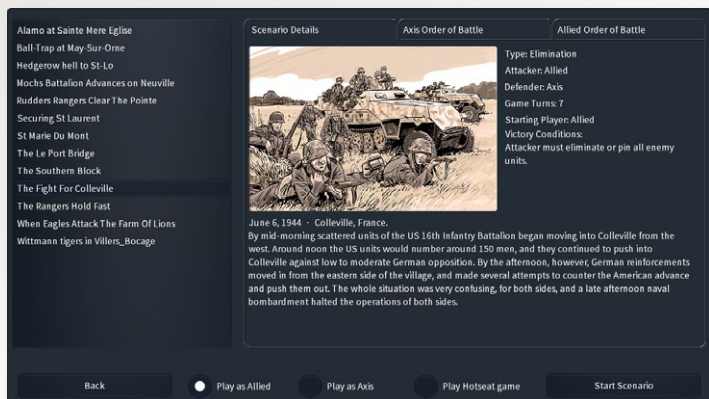 Alamo at Sainte Mere Eglise
Ball-Trap at May-Sur-Orne
Hedgerow hell to St-Lo
Mochs Battalion Advances on Neuville
Rudders Rangers Clear The Pointe
Securing St Laurent
St Marie Du Mont
The Le Port Bridge
The Southern Block
The Fight For Colleville
The Rangers Hold Fast
When Eagles Attack The Farm Of Lions
Wittmann tigers in Villers_Bocage
Scenario Details
Axis Order of Battle
Allied Order of Battle
Type: Elimination
Attacker: Allied
Defender: Axis
Game Turns: 7
Starting Player: Allied
Victory Conditions:
Attacker must eliminate or pin all enemy
units.
June 6, 1944 · Colleville, France.
By mid-morning scattered units of the US 16th Infantry Battalion began moving into Colleville from the
west. Around noon the US units would number around 150 men, and they continued to push into
Colleville against low to moderate German opposition. By the afternoon, however, German reinforcements
moved in from the eastern side of the village, and made several attempts to counter the American advance
and push them out. The whole situation was very confusing, for both sides, and a late afternoon naval
bombardment halted the operations of both sides.
Back
Play as Allied
Play as Axis
Play Hotseat game
Start Scenario